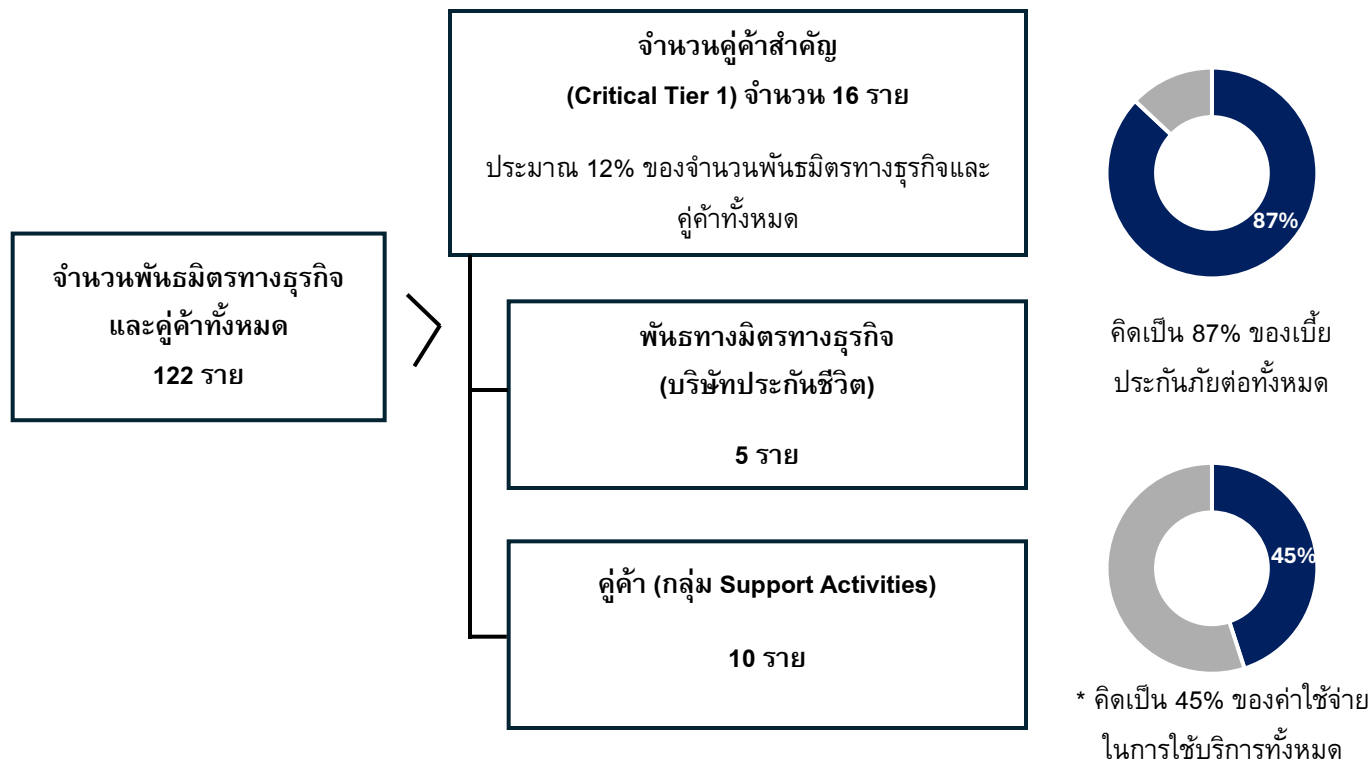 จำนวนพันธมิตรทางธุรกิจ
และคู่ค้าทั้งหมด
122 ราย
จำนวนคู่ค้าสำคัญ
(Critical Tier 1) จำนวน 16 ราย
ประมาณ 12% ของจำนวนพันธมิตรทางธุรกิจและ
คู่ค้าทั้งหมด
พันธทางมิตรทางธุรกิจ
(บริษัทประกันชีวิต)
5 ราย
คู่ค้า (กลุ่ม Support Activities)
10 ราย
87%
คิดเป็น 87% ของเบี้ย
ประกันภัยต่อทั้งหมด
45%
* คิดเป็น 45% ของค่าใช้จ่าย
ในการใช้บริการทั้งหมด